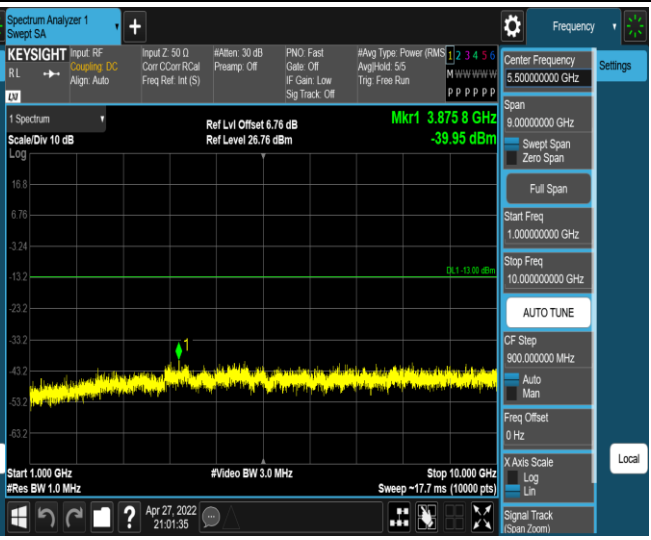 Spectrum Analyzer 1
Swept SA
Frequency
KEYSIGHT
RL
Input: RF
Coupling: DC
Align: Auto
Input Z: 50 Ω
Corr CCorr RCal
Freq Ref: Int (S)
#Atten: 30 dB
Preamp: Off
PNO: Fast
Gate: Off
IF Gain: Low
Sig Track: Off
#Avg Type: Power (RMS
Avg|Hold: 5/5
Trig: Free Run
1 2 3 4 5 6
M W W W W W
P P P P P P
LXI
1 Spectrum
Scale/Div 10 dB
Log
Ref Lvl Offset 6.76 dB
Ref Level 26.76 dBm
Mkr1 3.875 8 GHz
-39.95 dBm
16.8
6.76
-3.24
-13.2
-23.2
-33.2
-43.2
-53.2
-63.2
DL1 -13.00 dBm
1
Start 1.000 GHz
#Res BW 1.0 MHz
#Video BW 3.0 MHz
Stop 10.000 GHz
Sweep ~17.7 ms (10000 pts)
Apr 27, 2022
21:01:35
Center Frequency
5.500000000 GHz
Settings
Span
9.00000000 GHz
Swept Span
Zero Span
Full Span
Start Freq
1.000000000 GHz
Stop Freq
10.000000000 GHz
AUTO TUNE
CF Step
900.000000 MHz
Auto
Man
Freq Offset
0 Hz
X Axis Scale
Log
Lin
Local
Signal Track
(Span Zoom)